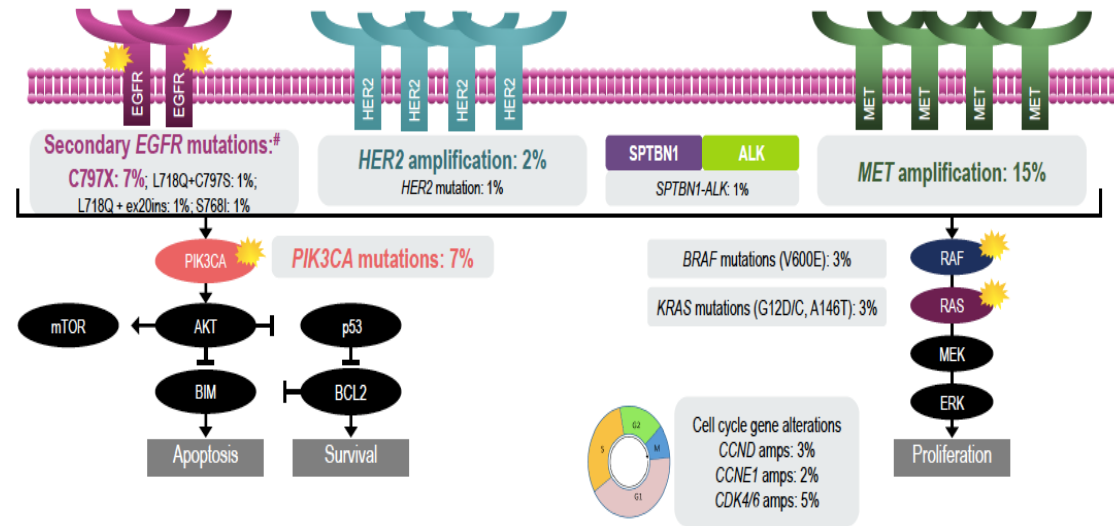 EGFR
EGFR
HER2
HER2
HER2
HER2
MET
MET
MET
MET
Secondary EGFR mutations:#
C797X: 7%; L718Q+C797S: 1%;
L718Q + ex20ins: 1%; S768I: 1%
HER2 amplification: 2%
HER2 mutation: 1%
SPTBN1 ALK
SPTBN1-ALK: 1%
MET amplification: 15%
PIK3CA
PIK3CA mutations: 7%
BRAF mutations (V600E): 3%
RAF
KRAS mutations (G12D/C, A146T): 3%
RAS
mTOR
AKT
p53
MEK
BIM
BCL2
ERK
Apoptosis
Survival
Proliferation
G2
M
S
G1
Cell cycle gene alterations
CCND amps: 3%
CCNE1 amps: 2%
CDK4/6 amps: 5%